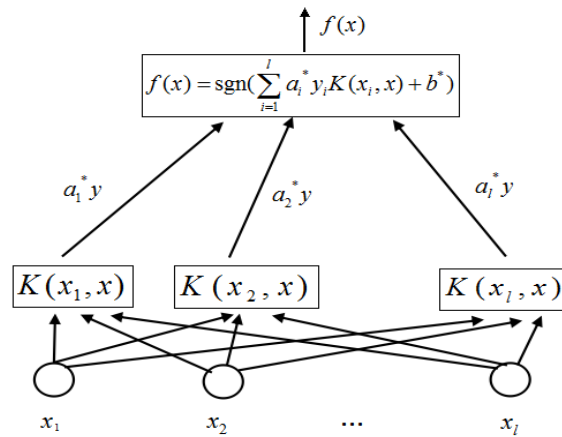 f(x)
f(x) = sgn(∑_{i=1}^{l} a_i^* y_i K(x_i, x) + b^*)
a_1^* y a_2^* y a_l^* y
K(x_1, x) K(x_2, x) K(x_l, x)
x_1 x_2 ... x_l